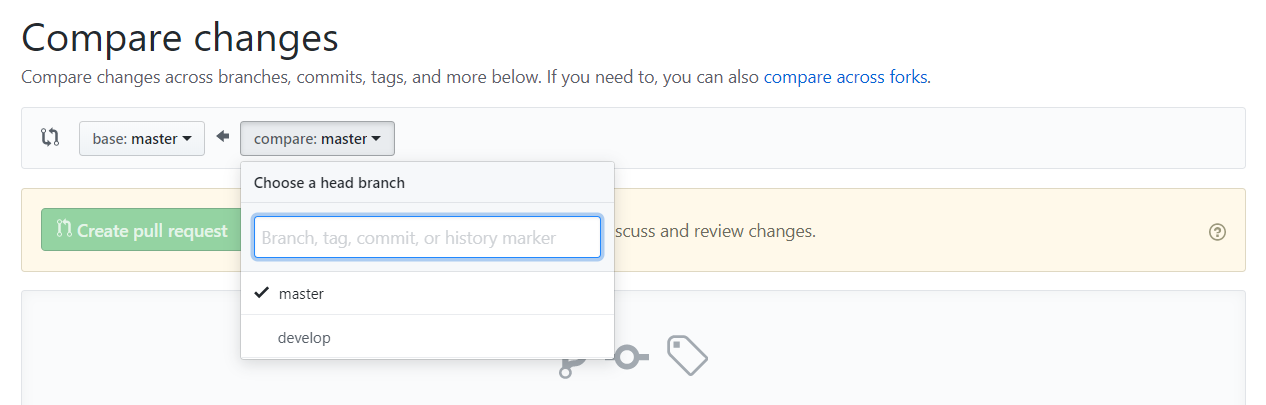 Compare changes
Compare changes across branches, commits, tags, and more below. If you need to, you can also compare across forks.
base: master
compare: master
Choose a head branch
Create pull request
and review changes.
Branch, tag, commit, or history marker
master
develop